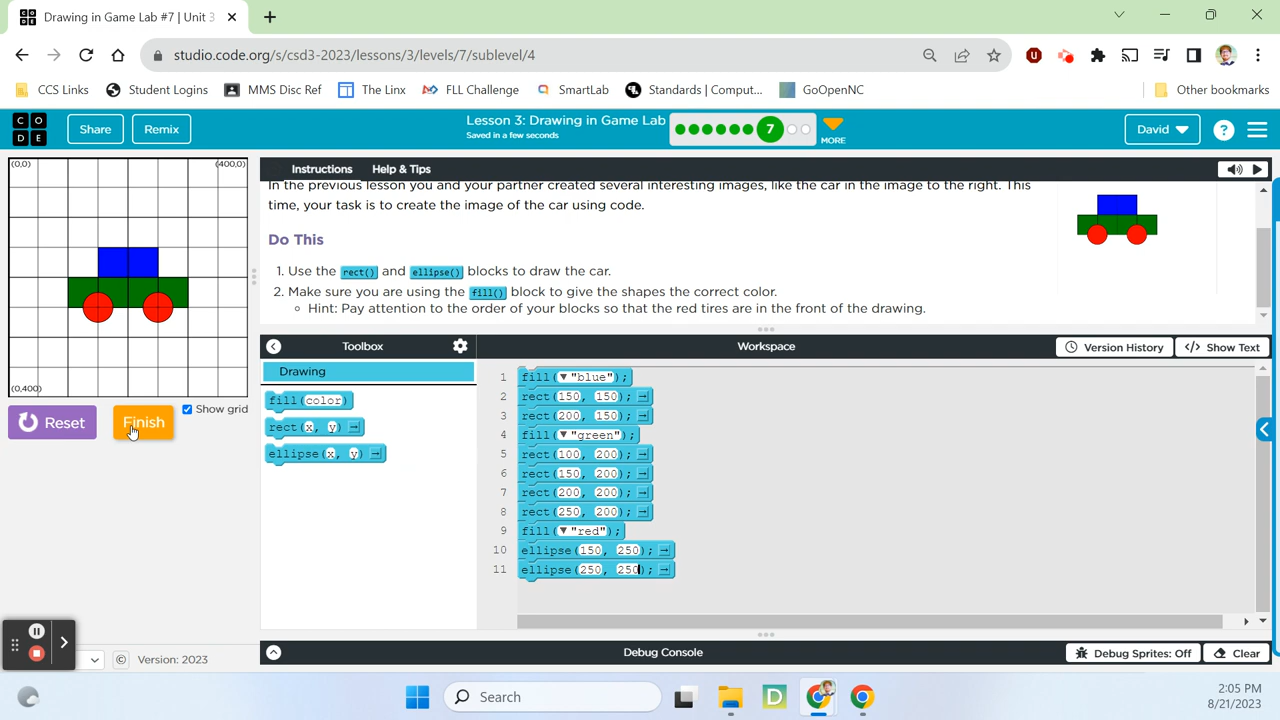 Drawing in Game Lab #7 | Unit 3
studio.code.org/s/csd3-2023/lessons/3/levels/7/sublevel/4
CCS Links
Student Logins
MMS Disc Ref
The Linx
FLL Challenge
SmartLab
Standards | Comput...
GoOpenNC
Other bookmarks
CO
DE
Share
Remix
Lesson 3: Drawing in Game Lab
Saved in a few seconds
7
MORE
David
?
(0,0)
(400,0)
(0,400)
Instructions
Help & Tips
In the previous lesson you and your partner created several interesting images, like the car in the image to the right. This
time, your task is to create the image of the car using code.
Do This
1. Use the rect() and ellipse() blocks to draw the car.
2. Make sure you are using the fill() block to give the shapes the correct color.
Hint: Pay attention to the order of your blocks so that the red tires are in the front of the drawing.
Toolbox
Workspace
Version History
</> Show Text
Reset
Finish
Show grid
Drawing
fill(color)
rect(x, y)
ellipse(x, y)
1 fill("blue");
2 rect(150, 150);
3 rect(200, 150);
4 fill("green");
5 rect(100, 200);
6 rect(150, 200);
7 rect(200, 200);
8 rect(250, 200);
9 fill("red");
10 ellipse(150, 250);
11 ellipse(250, 250);
© Version: 2023
Debug Console
Debug Sprites: Off
Clear
Search
D
2:05 PM
8/21/2023